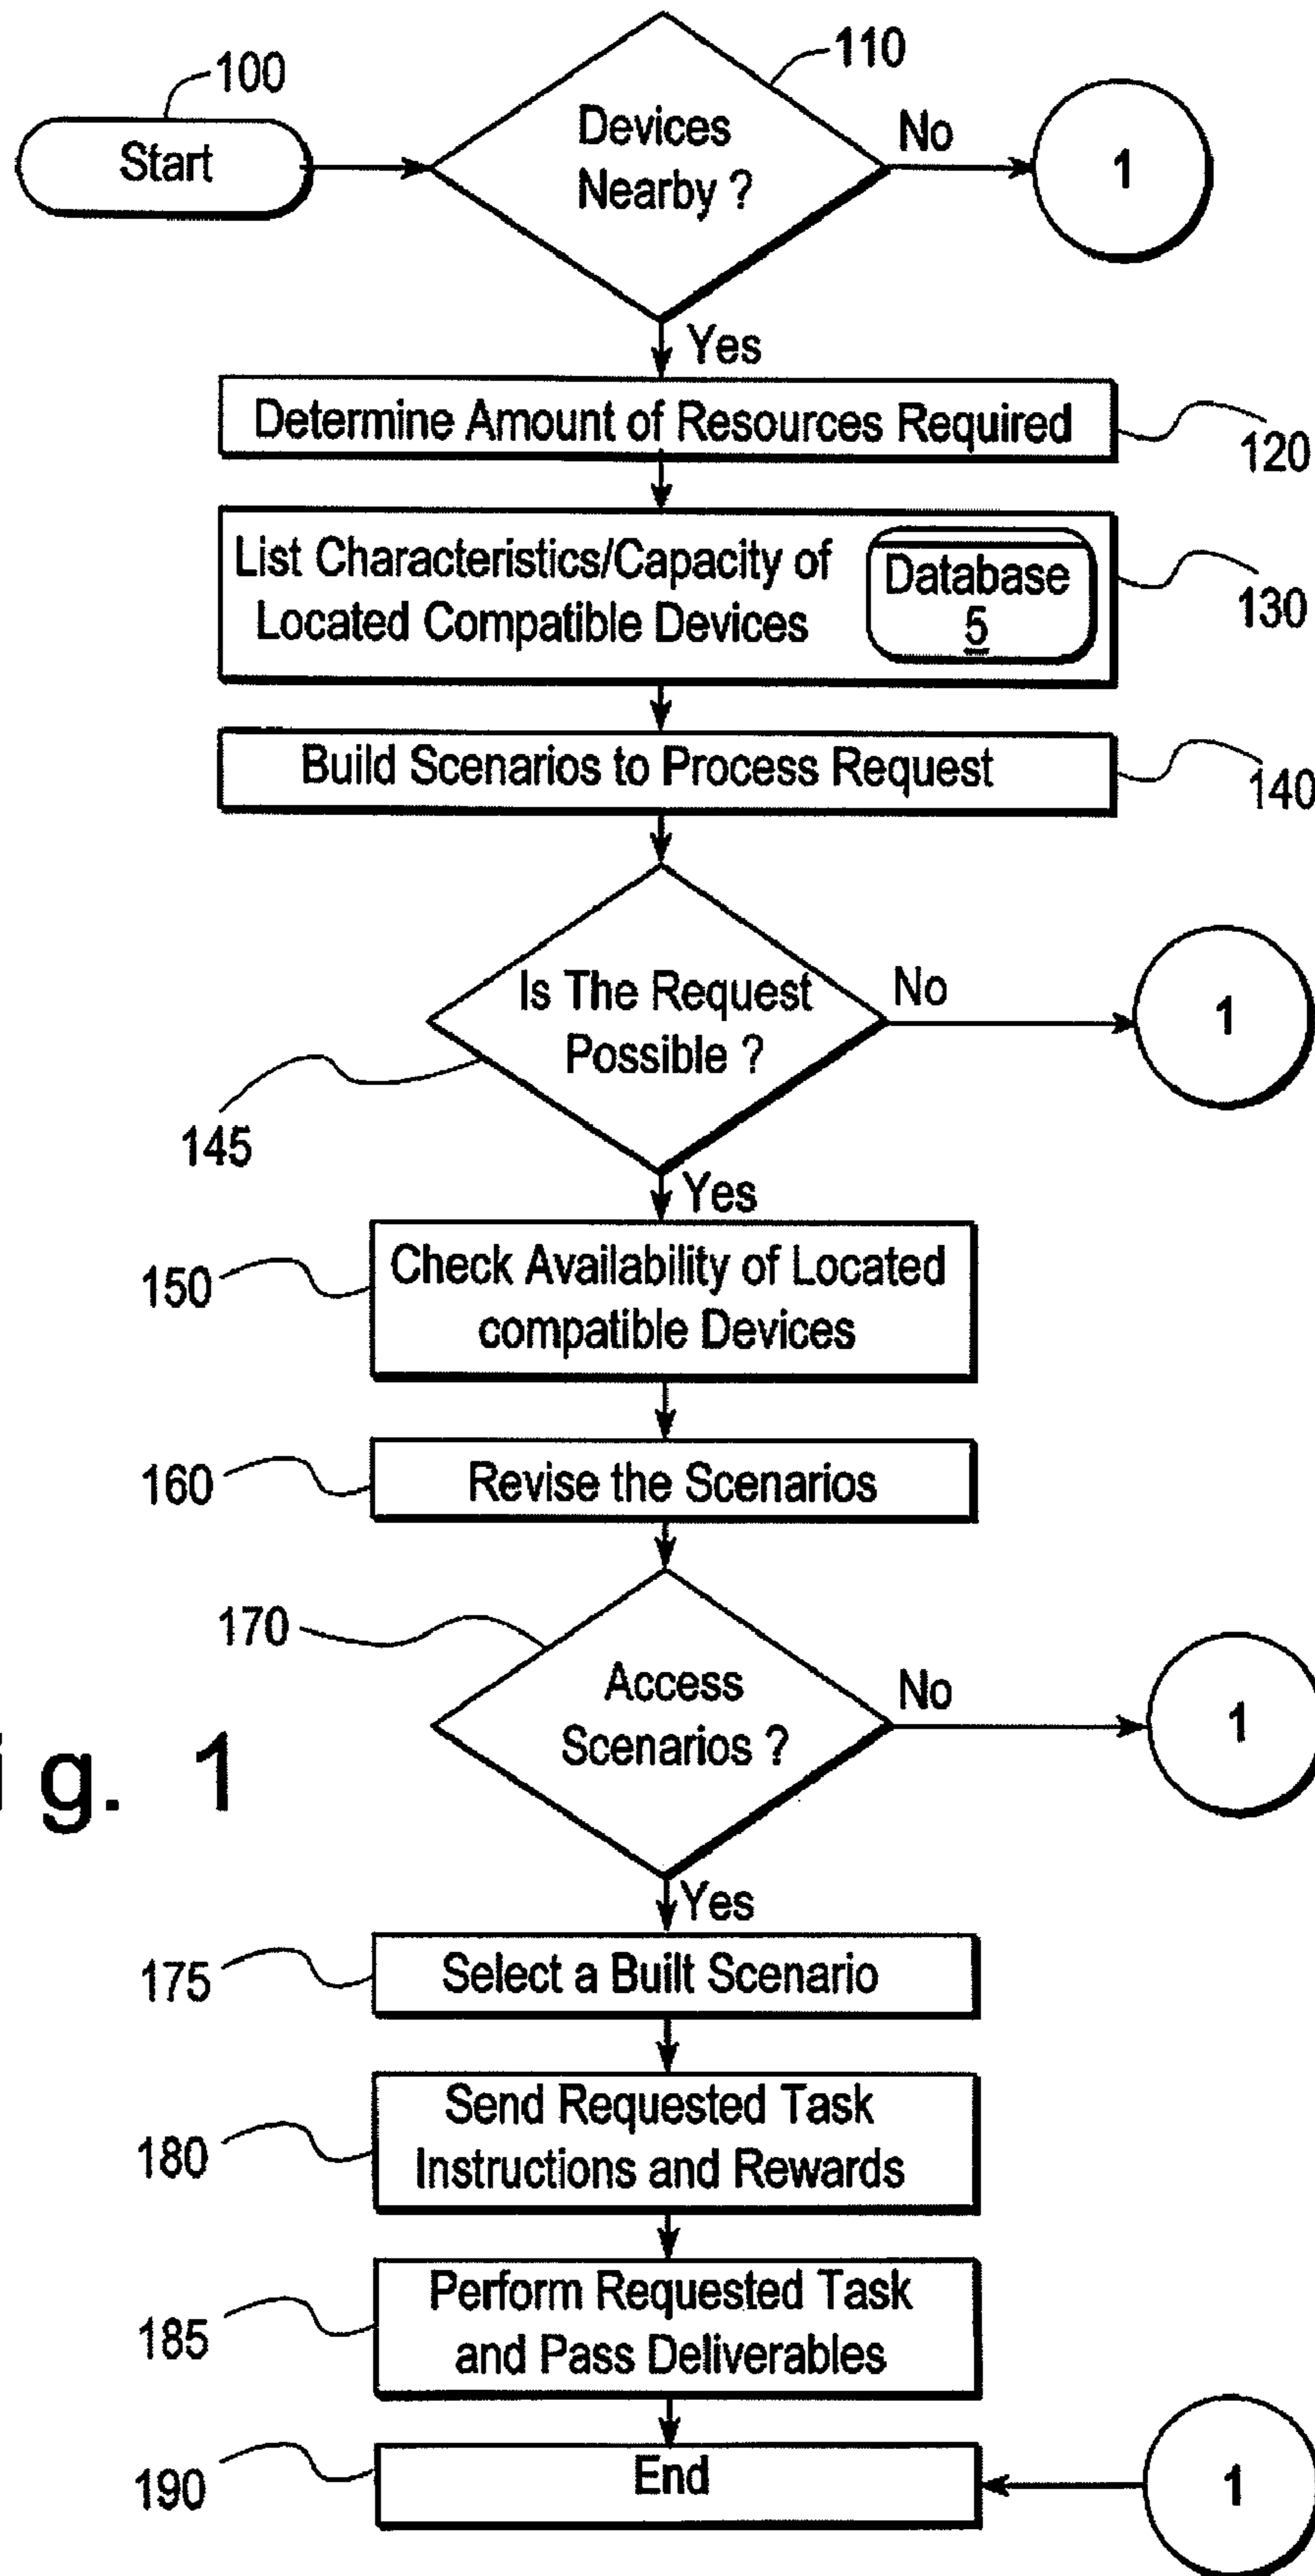 100
110
Start
Devices
Nearby ?
No
1
Yes
Determine Amount of Resources Required
120
List Characteristics/Capacity of
Located Compatible Devices
Database
5
130
Build Scenarios to Process Request
140
Is The Request
Possible ?
No
1
145
Yes
150
Check Availability of Located
compatible Devices
160
Revise the Scenarios
170
Access
Scenarios ?
No
1
i g. 1
Yes
175
Select a Built Scenario
180
Send Requested Task
Instructions and Rewards
185
Perform Requested Task
and Pass Deliverables
190
End
1